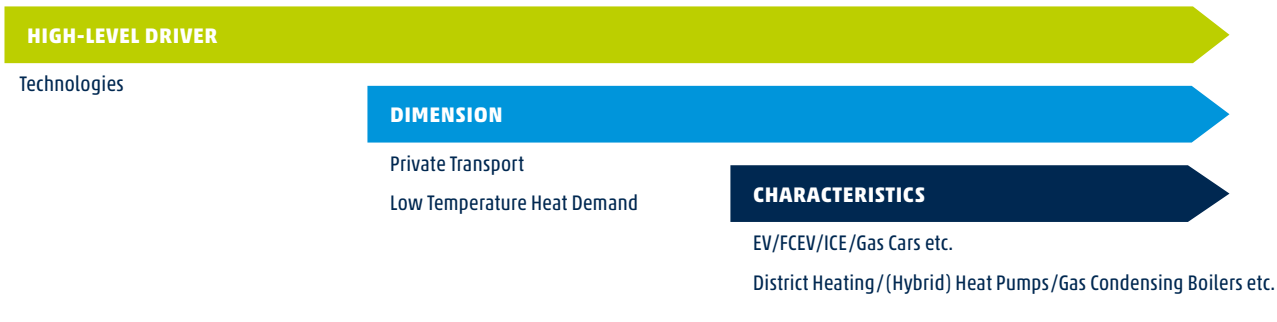 HIGH-LEVEL DRIVER
Technologies
DIMENSION
Private Transport
Low Temperature Heat Demand
CHARACTERISTICS
EV/FCEV/ICE/Gas Cars etc.
District Heating/(Hybrid) Heat Pumps/Gas Condensing Boilers etc.